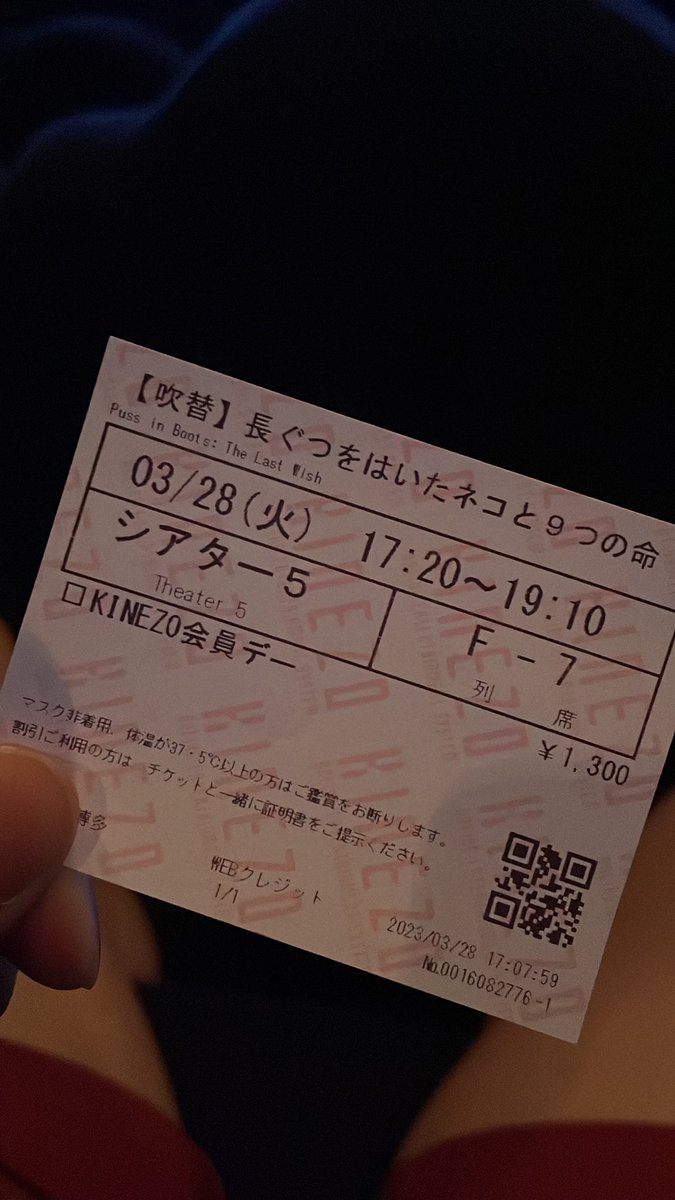 【吹替】長ぐつをはいたネコと９つの命
Puss in Boots: The Last Wish
03/28(火) 17:20～19:10
シアター５
Theater 5
F - 7
列 席
□KINEZO会員デー
￥1,300
マスク非着用、体温が37・5℃以上の方はご鑑賞をお断りします。
割引ご利用の方は、チケットと一緒に証明書をご提示ください。
博多
WEBクレジット
1/1
2023/03/28 17:07:59
No.0016082776-1
KINEZO